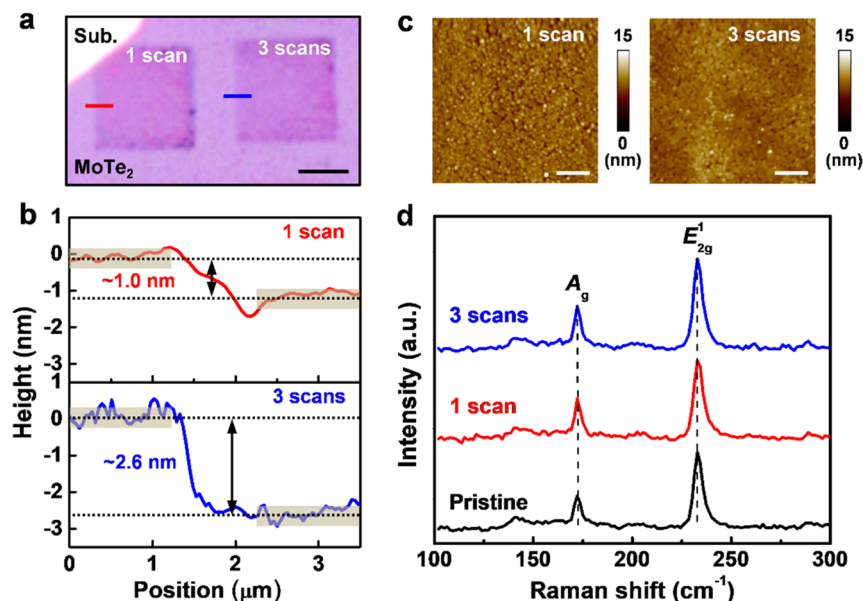 a
Sub.
1 scan
3 scans
MoTe₂
b
1
0
-1
-2
-3
1 scan
~1.0 nm
1
0
-1
-2
-3
3 scans
~2.6 nm
Height (nm)
0 1 2 3
Position (μm)
c
1 scan
15
0
(nm)
3 scans
15
0
(nm)
d
A_g
E¹_2g
3 scans
1 scan
Pristine
Intensity (a.u.)
100 150 200 250 300
Raman shift (cm⁻¹)